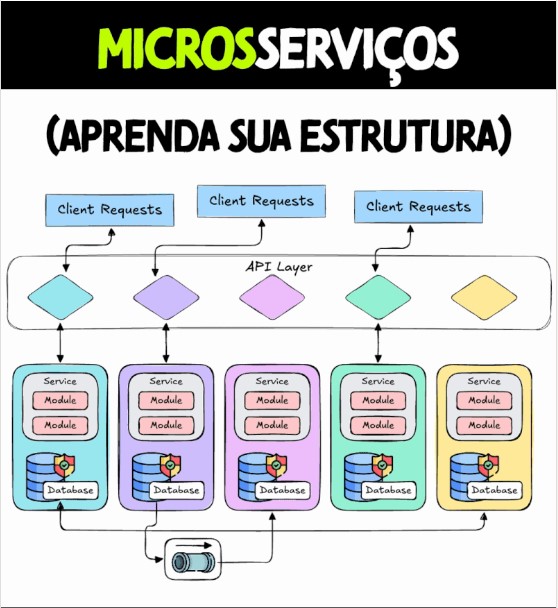 MICROSSERVIÇOS
(APRENDA SUA ESTRUTURA)
Client Requests
Client Requests
Client Requests
API Layer
Service
Module
Module
Database
Service
Module
Module
Database
Service
Module
Module
Database
Service
Module
Module
Database
Service
Module
Module
Database